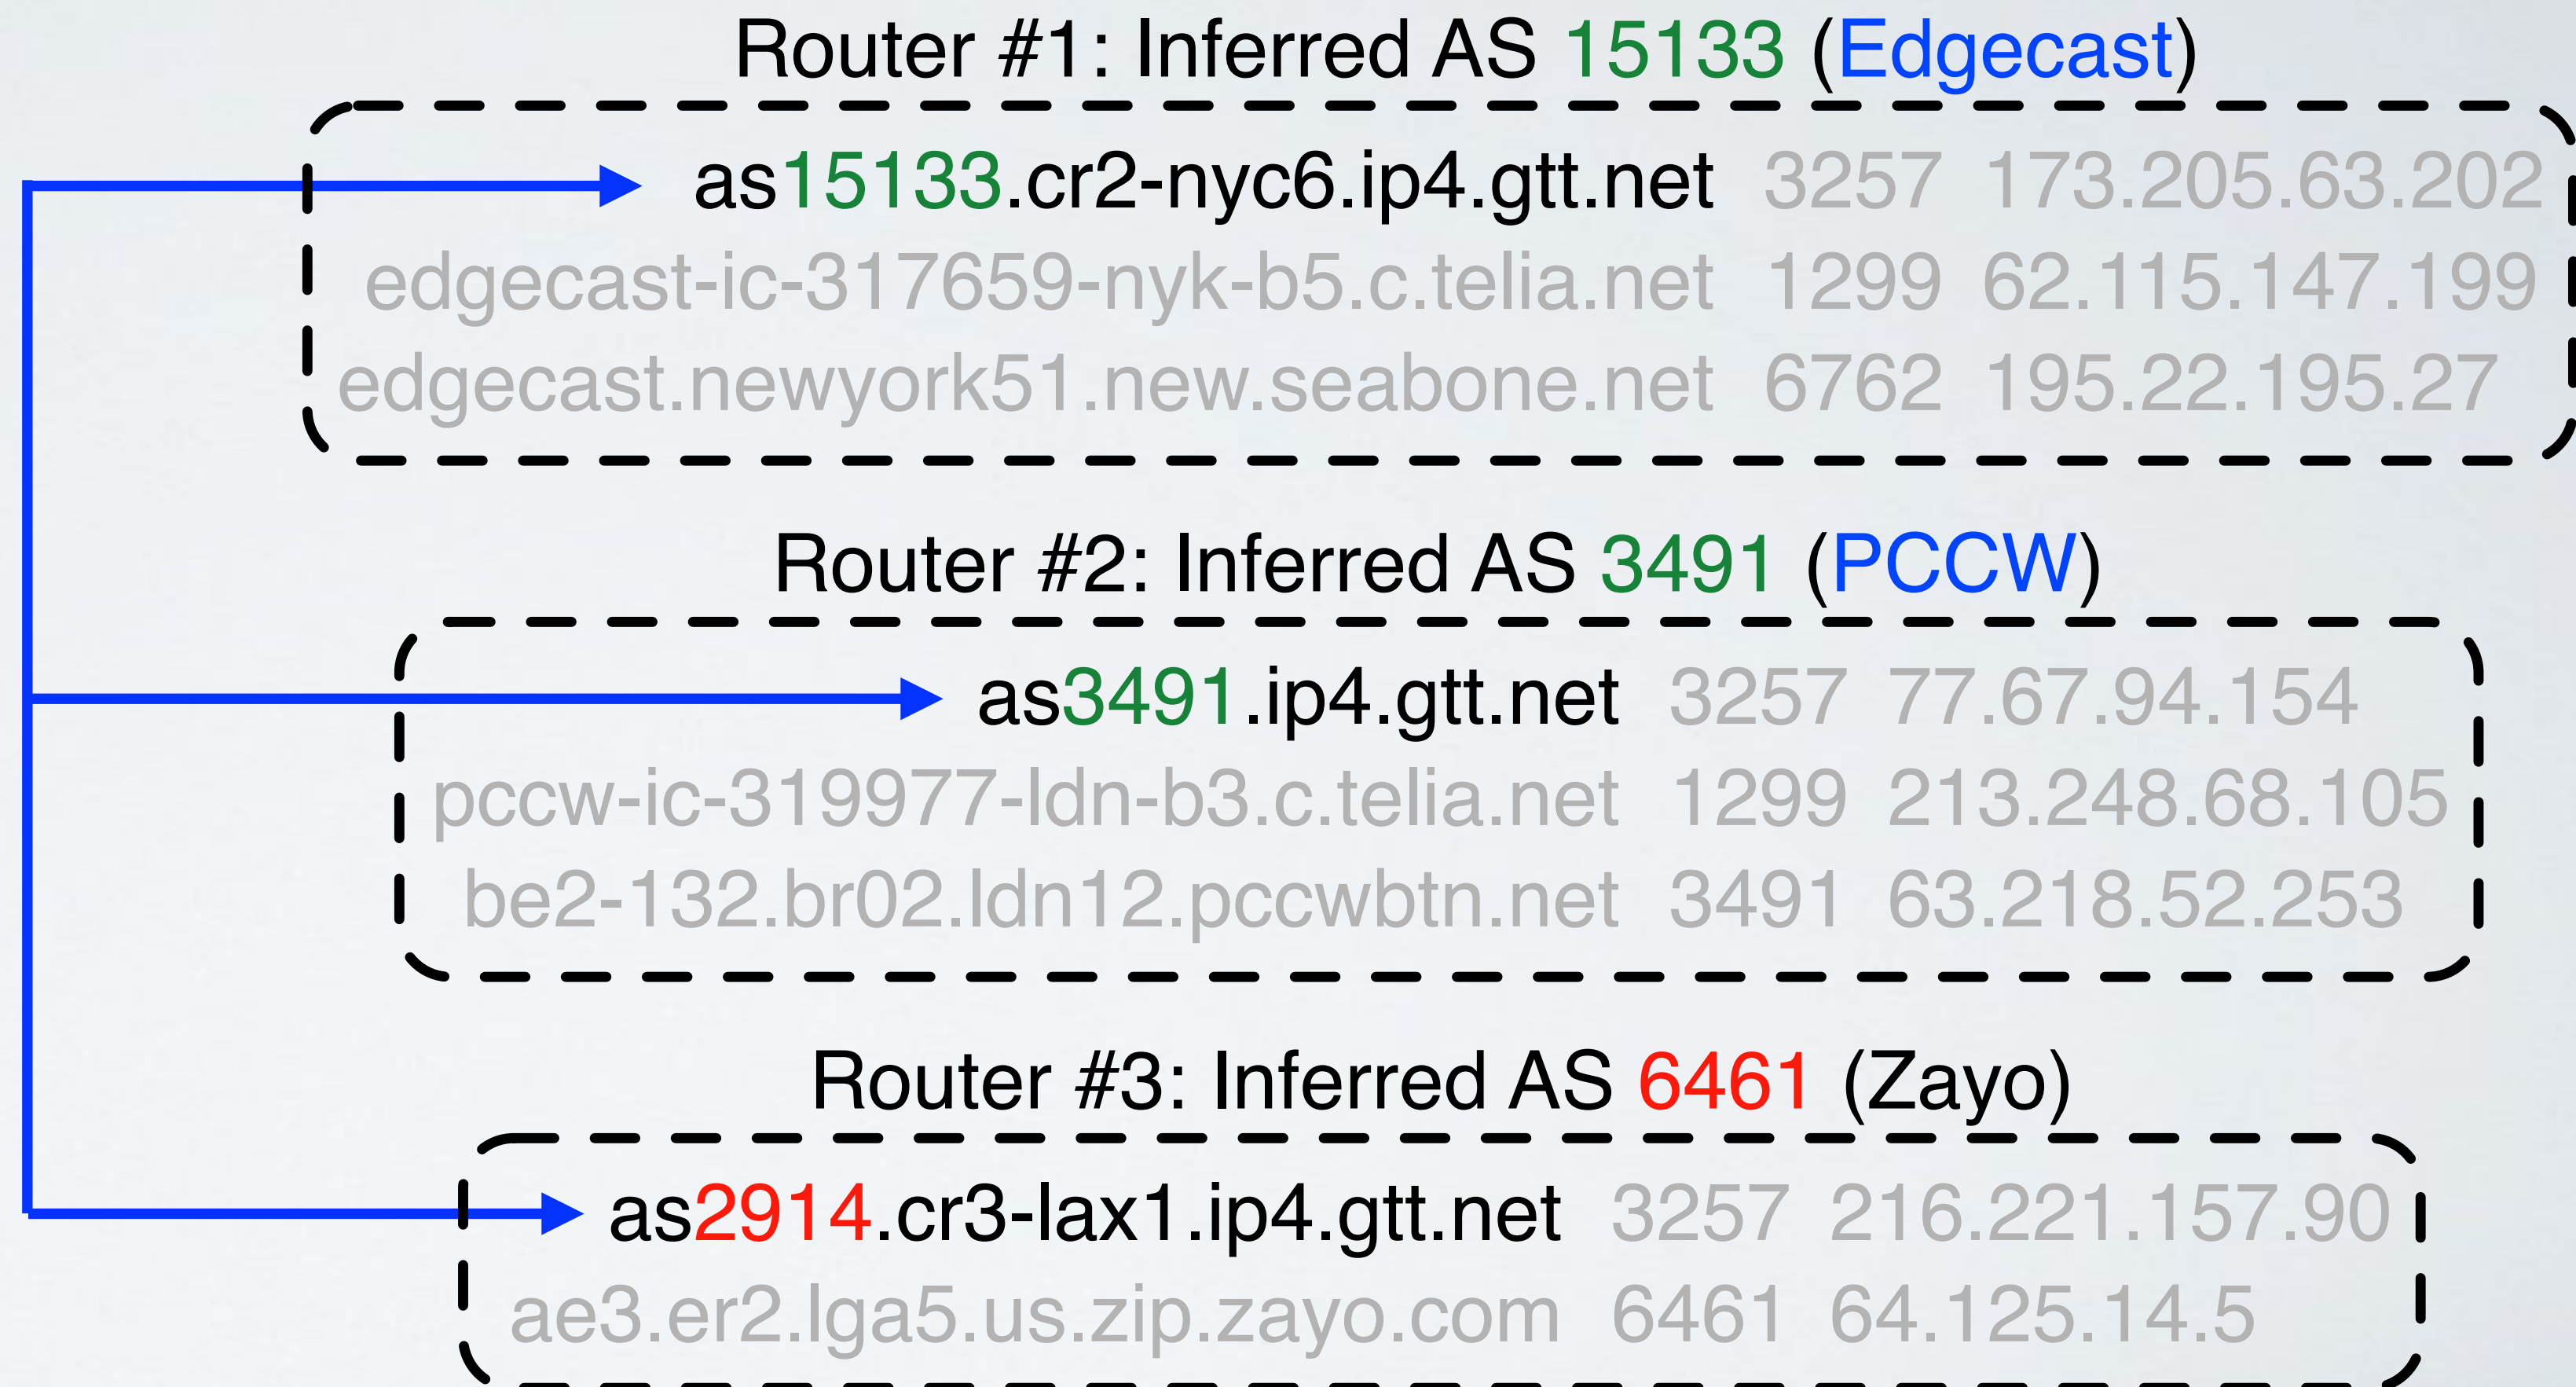 Router #1: Inferred AS 15133 (Edgecast)
as15133.cr2-nyc6.ip4.gtt.net 3257 173.205.63.202
edgecast-ic-317659-nyk-b5.c.telia.net 1299 62.115.147.199
edgecast.newyork51.new.seabone.net 6762 195.22.195.27
Router #2: Inferred AS 3491 (PCCW)
as3491.ip4.gtt.net 3257 77.67.94.154
pccw-ic-319977-ldn-b3.c.telia.net 1299 213.248.68.105
be2-132.br02.ldn12.pccwbtn.net 3491 63.218.52.253
Router #3: Inferred AS 6461 (Zayo)
as2914.cr3-lax1.ip4.gtt.net 3257 216.221.157.90
ae3.er2.lga5.us.zip.zayo.com 6461 64.125.14.5